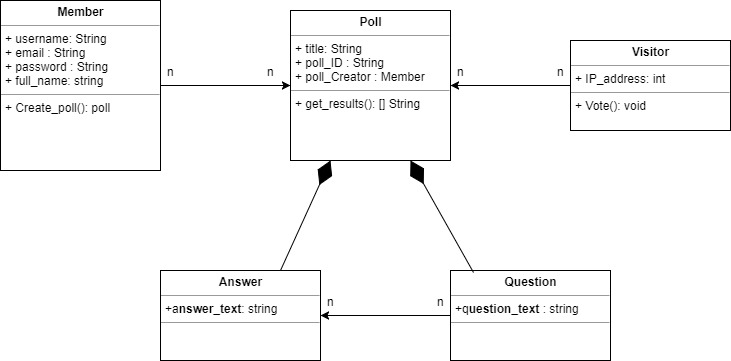 Member
+ username: String
+ email : String
+ password : String
+ full_name: string
+ Create_poll(): poll
n
n
Poll
+ title: String
+ poll_ID : String
+ poll_Creator : Member
+ get_results(): [] String
n
n
Visitor
+ IP_address: int
+ Vote(): void
Answer
+answer_text: string
n
n
Question
+question_text : string